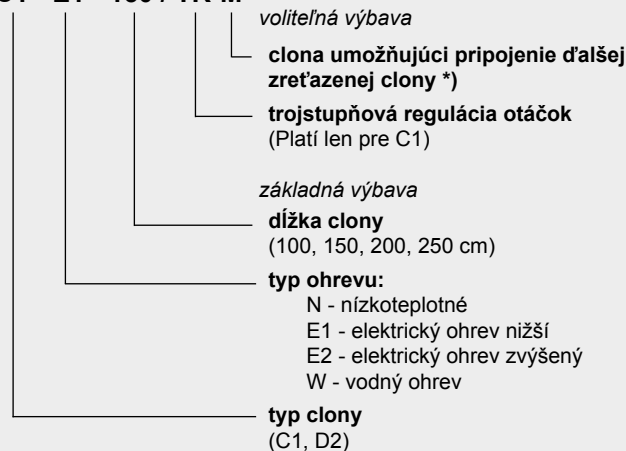 voliteľná výbava
clona umožňujúci pripojenie ďalšej
zreťazenej clony *)
trojstupňová regulácia otáčok
(Platí len pre C1)
základná výbava
dĺžka clony
(100, 150, 200, 250 cm)
typ ohrevu:
N - nízkoteplotné
E1 - elektrický ohrev nižší
E2 - elektrický ohrev zvýšený
W - vodný ohrev
typ clony
(C1, D2)